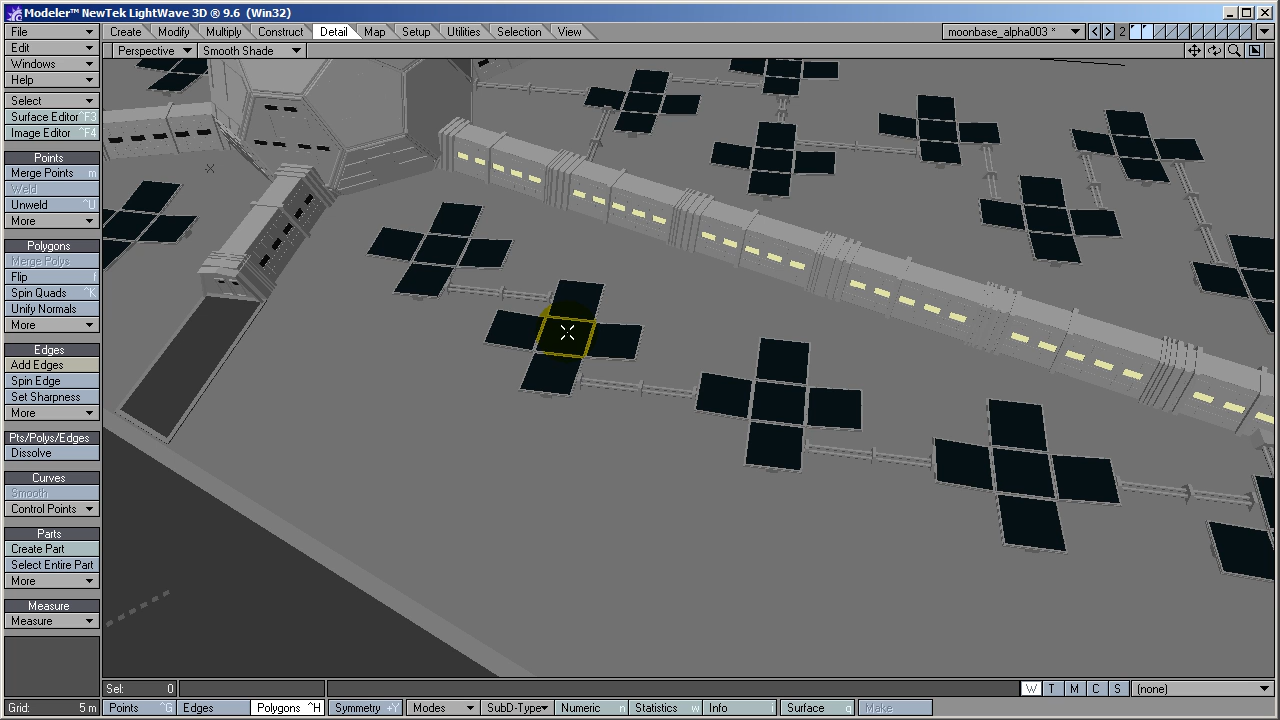 Modeler™ NewTek LightWave 3D ® 9.6 (Win32)
File
Create Modify Multiply Construct Detail Map Setup Utilities Selection View
moonbase_alpha003 * 2
Edit
Perspective Smooth Shade
Windows
Help
Select
Surface Editor ^F3
Image Editor ^F4
Points
Merge Points m
Weld
Unweld ^U
More
Polygons
Merge Polys
Flip f
Spin Quads ^K
Unify Normals
More
Edges
Add Edges
Spin Edge
Set Sharpness
More
Pts/Polys/Edges
Dissolve
Curves
Smooth
Control Points
Parts
Create Part
Select Entire Part
More
Measure
Measure
Sel: 0
W T M C S (none)
Grid: 5 m
Points ^G Edges Polygons ^H Symmetry +Y Modes SubD-Type Numeric n Statistics w Info i Surface q Make